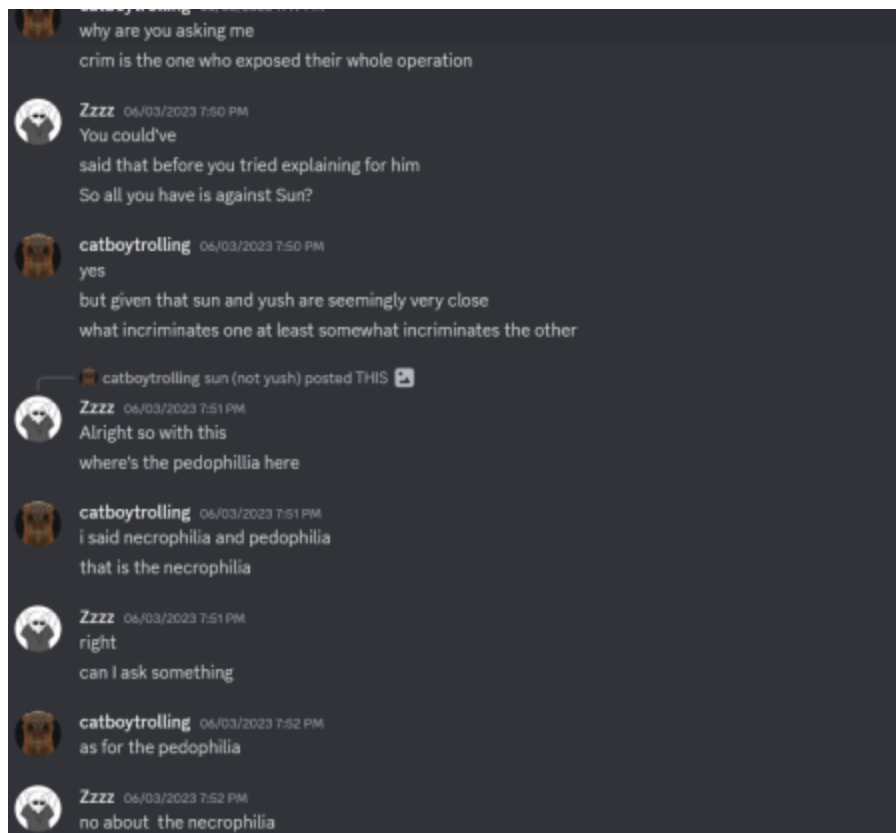 why are you asking me
crim is the one who exposed their whole operation
Zzzz 06/03/2023 7:50 PM
You could've
said that before you tried explaining for him
So all you have is against Sun?
catboytrolling 06/03/2023 7:50 PM
yes
but given that sun and yush are seemingly very close
what incriminates one at least somewhat incriminates the other
catboytrolling sun (not yush) posted THIS
Zzzz 06/03/2023 7:51 PM
Alright so with this
where's the pedophillia here
catboytrolling 06/03/2023 7:51 PM
i said necrophilia and pedophilia
that is the necrophilia
Zzzz 06/03/2023 7:51 PM
right
can I ask something
catboytrolling 06/03/2023 7:52 PM
as for the pedophilia
Zzzz 06/03/2023 7:52 PM
no about the necrophilia